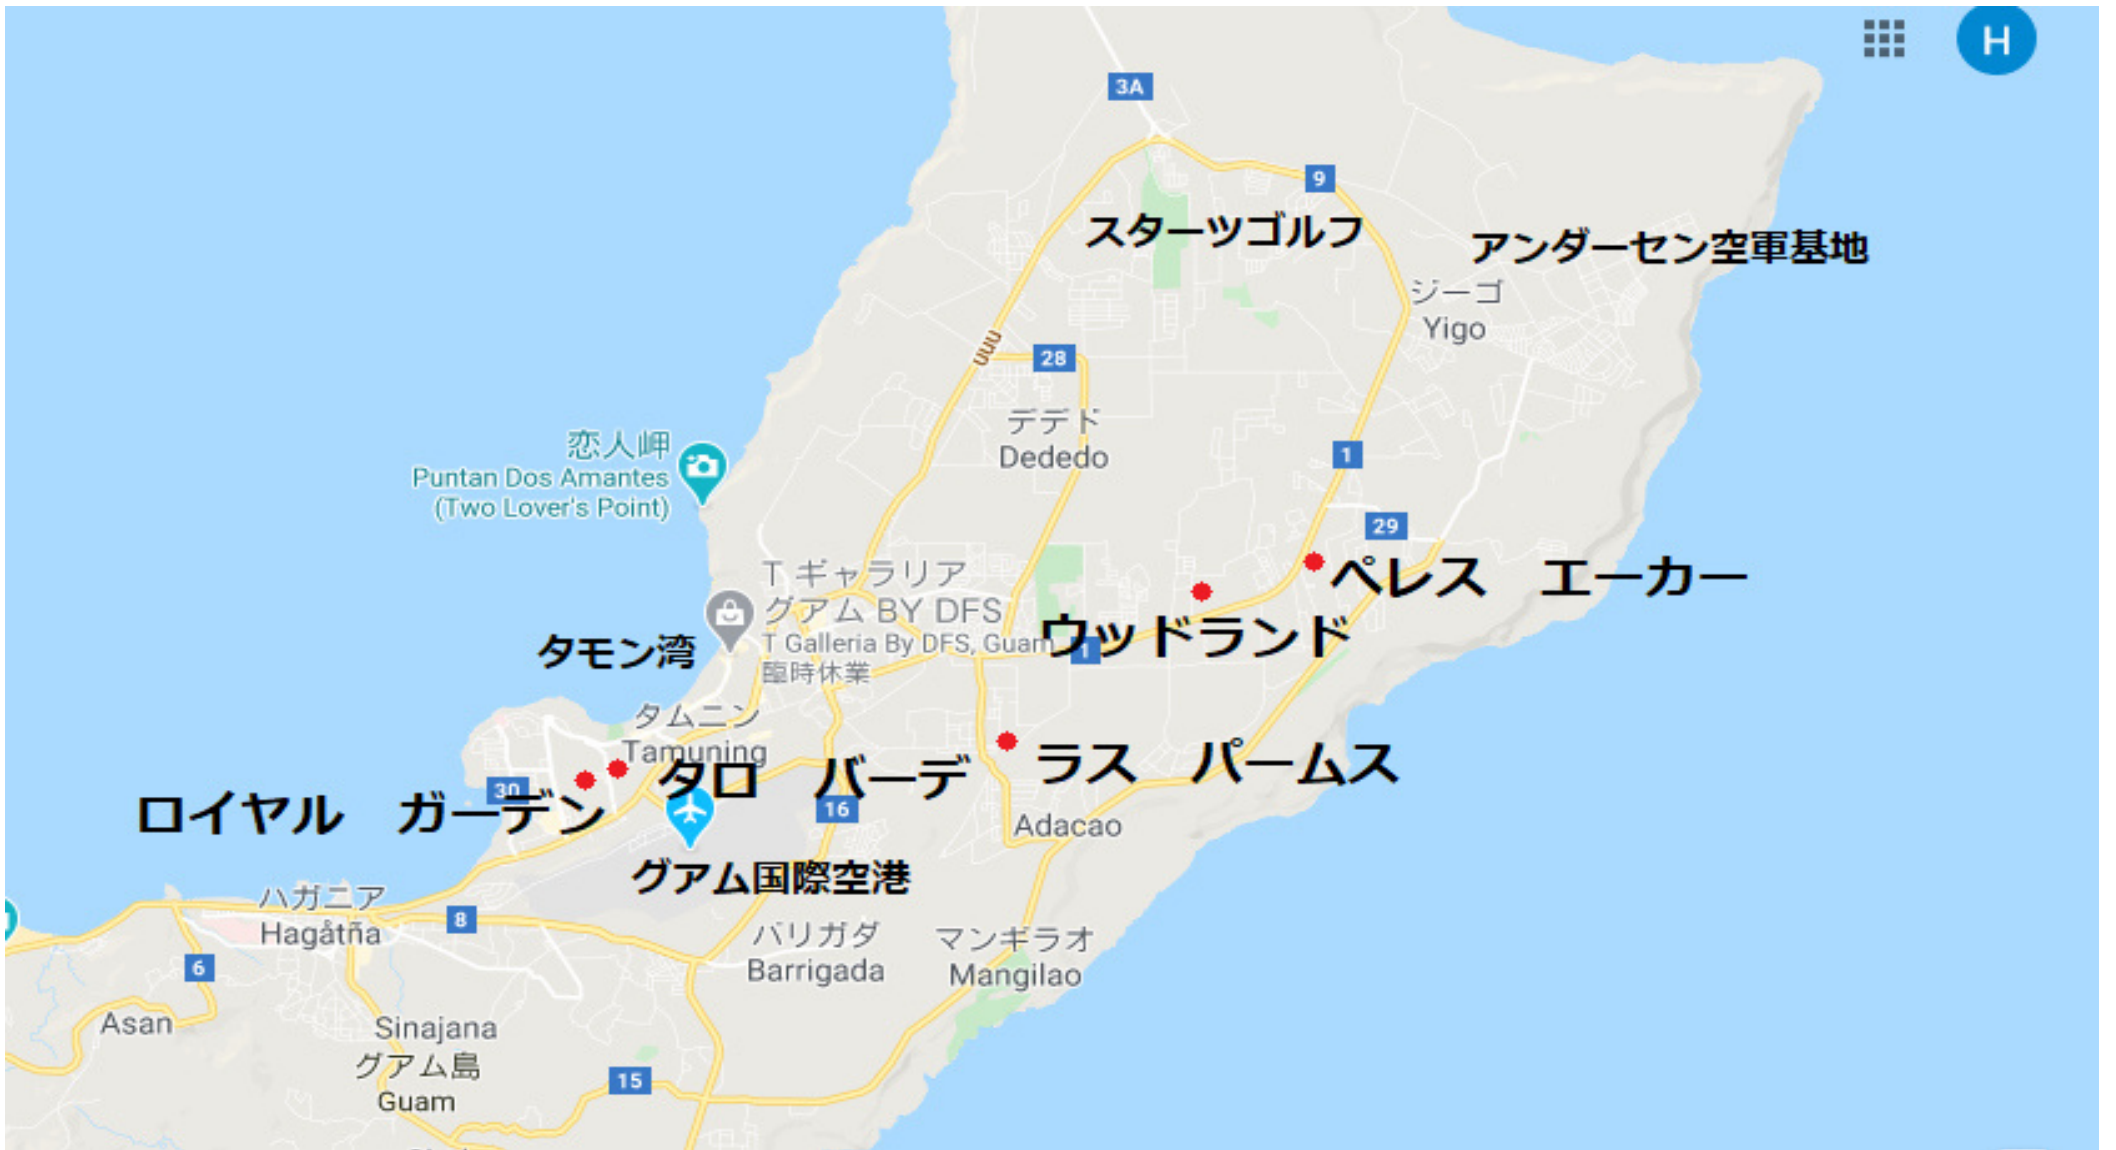 H
3A
9
スターツゴルフ
アンダーセン空軍基地
ジーゴ
Yigo
28
デデド
Dededo
恋人岬
Puntan Dos Amantes
(Two Lover's Point)
1
29
T ギャラリア
グアム BY DFS
T Galleria By DFS, Guam
臨時休業
ペレス　エーカー
ウッドランド
1
タモン湾
タムニン
Tamuning
タロ　バーデ
ラス　パームス
30
ロイヤル　ガーデン
16
Adacao
グアム国際空港
ハガニア
Hagåtña
8
バリガダ
Barrigada
マンギラオ
Mangilao
6
Asan
Sinajana
グアム島
Guam
15